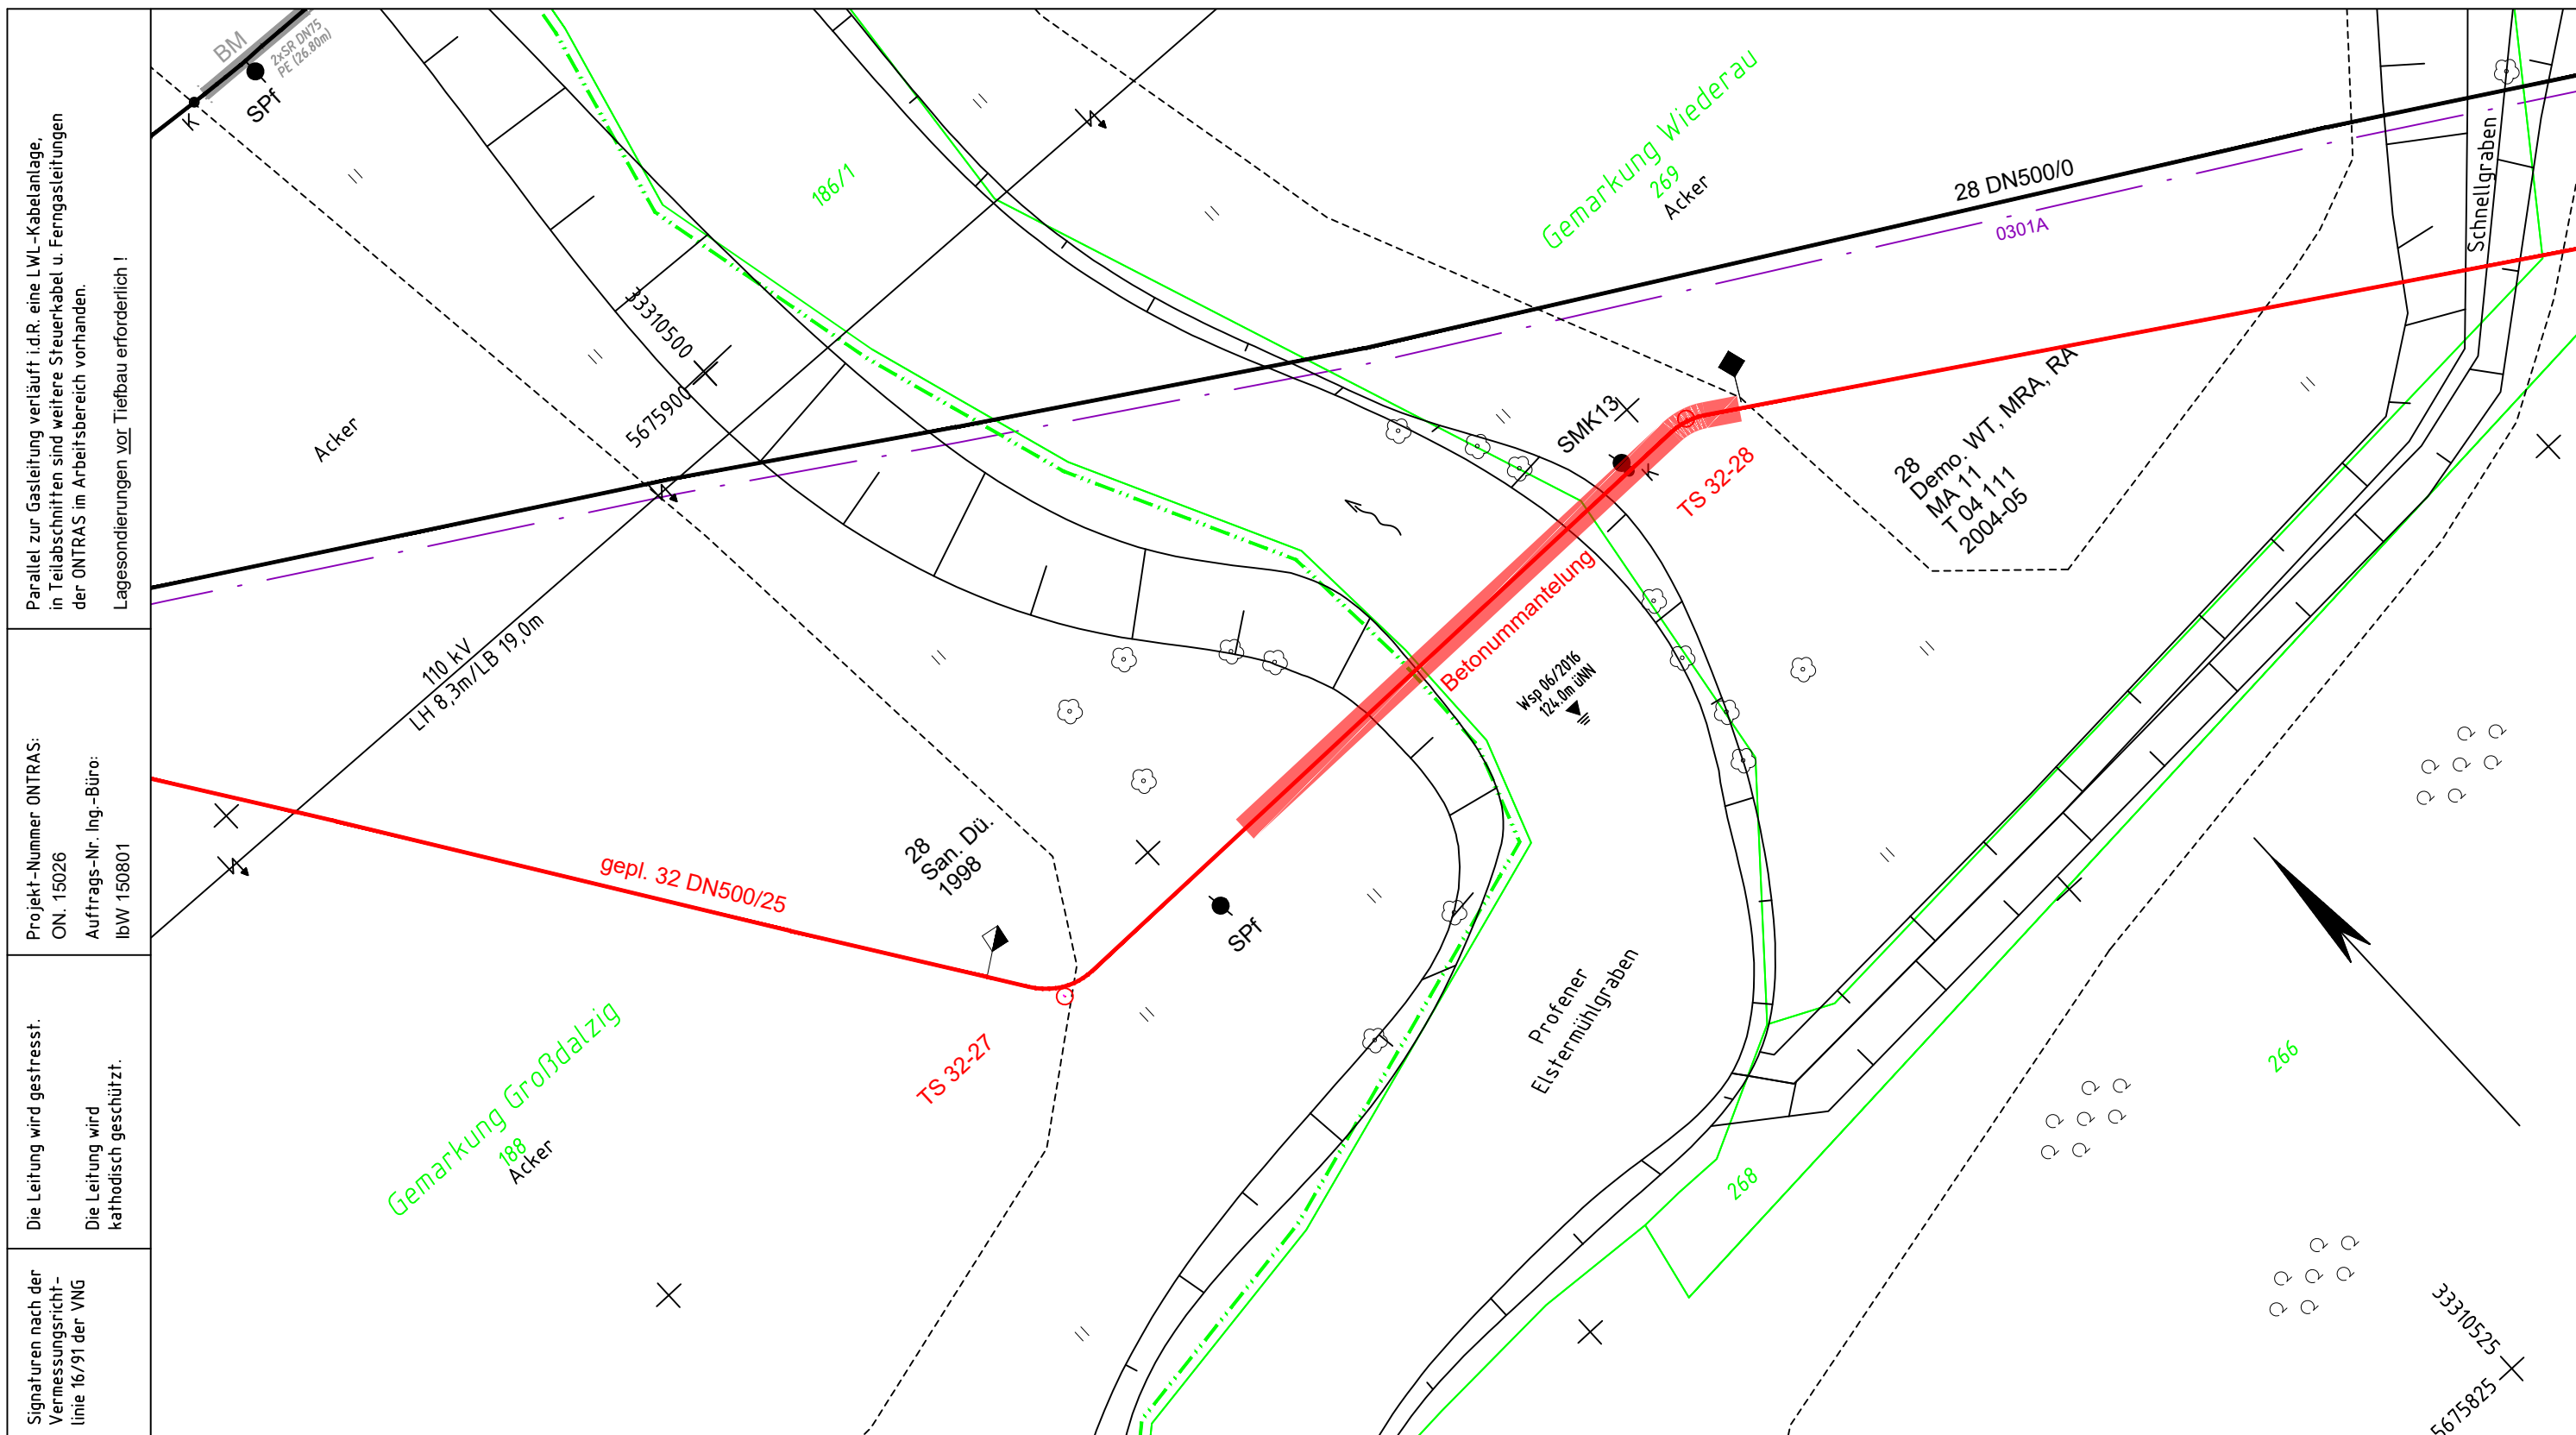 Parallel zur Gasleitung verläuft i.d.R. eine LWL-Kabelanlage,
in Teilabschnitten sind weitere Steuerkabel u. Ferngasleitungen
der ONTRAS im Arbeitsbereich vorhanden.
Lagesondierungen vor Tiefbau erforderlich !
Projekt-Nummer ONTRAS:
ON. 15026
Auftrags-Nr. Ing.-Büro:
IbW 150801
Die Leitung wird gestresst.
Die Leitung wird
kathodisch geschützt.
Signaturen nach der
Vermessungsricht-
linie 16/91 der VNG
BM
2xSR DN75
PE (26.80m)
K
SPf
186/1
Gemarkung Wiederau
269
Acker
28 DN500/0
0301A
Schnellgraben
33310500
5675900
Acker
SMK13
K
TS 32-28
28
Demo. WT, MRA, RA
MA 11
T 04 111
2004-05
110 kV
LH 8,3m/LB 19,0m
Betonummantelung
Wsp 06/2016
124.0m üNN
gepl. 32 DN500/25
28
San. Dü.
1998
SPf
TS 32-27
Profener
Elstermühlgraben
Gemarkung Großdalzig
188
Acker
266
268
33310525
5675825